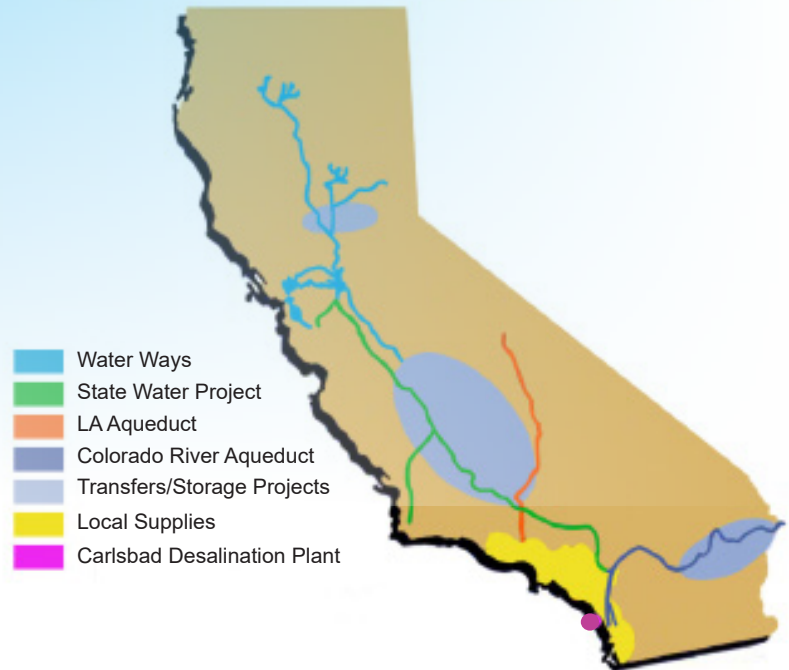 Water Ways
State Water Project
LA Aqueduct
Colorado River Aqueduct
Transfers/Storage Projects
Local Supplies
Carlsbad Desalination Plant